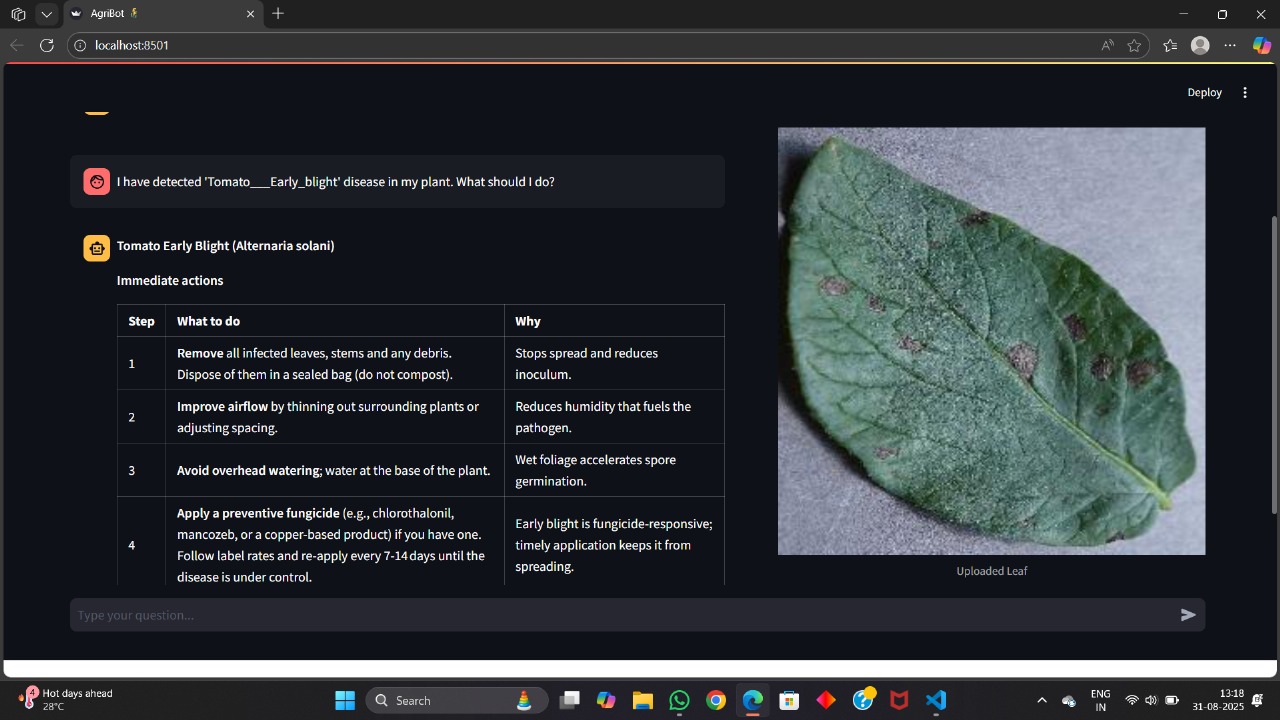 AgriBot
localhost:8501
Deploy
I have detected 'Tomato___Early_blight' disease in my plant. What should I do?
Tomato Early Blight (Alternaria solani)
Immediate actions
Step What to do Why
1 Remove all infected leaves, stems and any debris. Stops spread and reduces
Dispose of them in a sealed bag (do not compost). inoculum.
2 Improve airflow by thinning out surrounding plants or Reduces humidity that fuels the
adjusting spacing. pathogen.
3 Avoid overhead watering; water at the base of the plant. Wet foliage accelerates spore
germination.
4 Apply a preventive fungicide (e.g., chlorothalonil, Early blight is fungicide-responsive;
mancozeb, or a copper-based product) if you have one. timely application keeps it from
Follow label rates and re-apply every 7-14 days until the spreading.
disease is under control.
Uploaded Leaf
Type your question...
4 Hot days ahead
28°C
Search
ENG
IN
13:18
31-08-2025